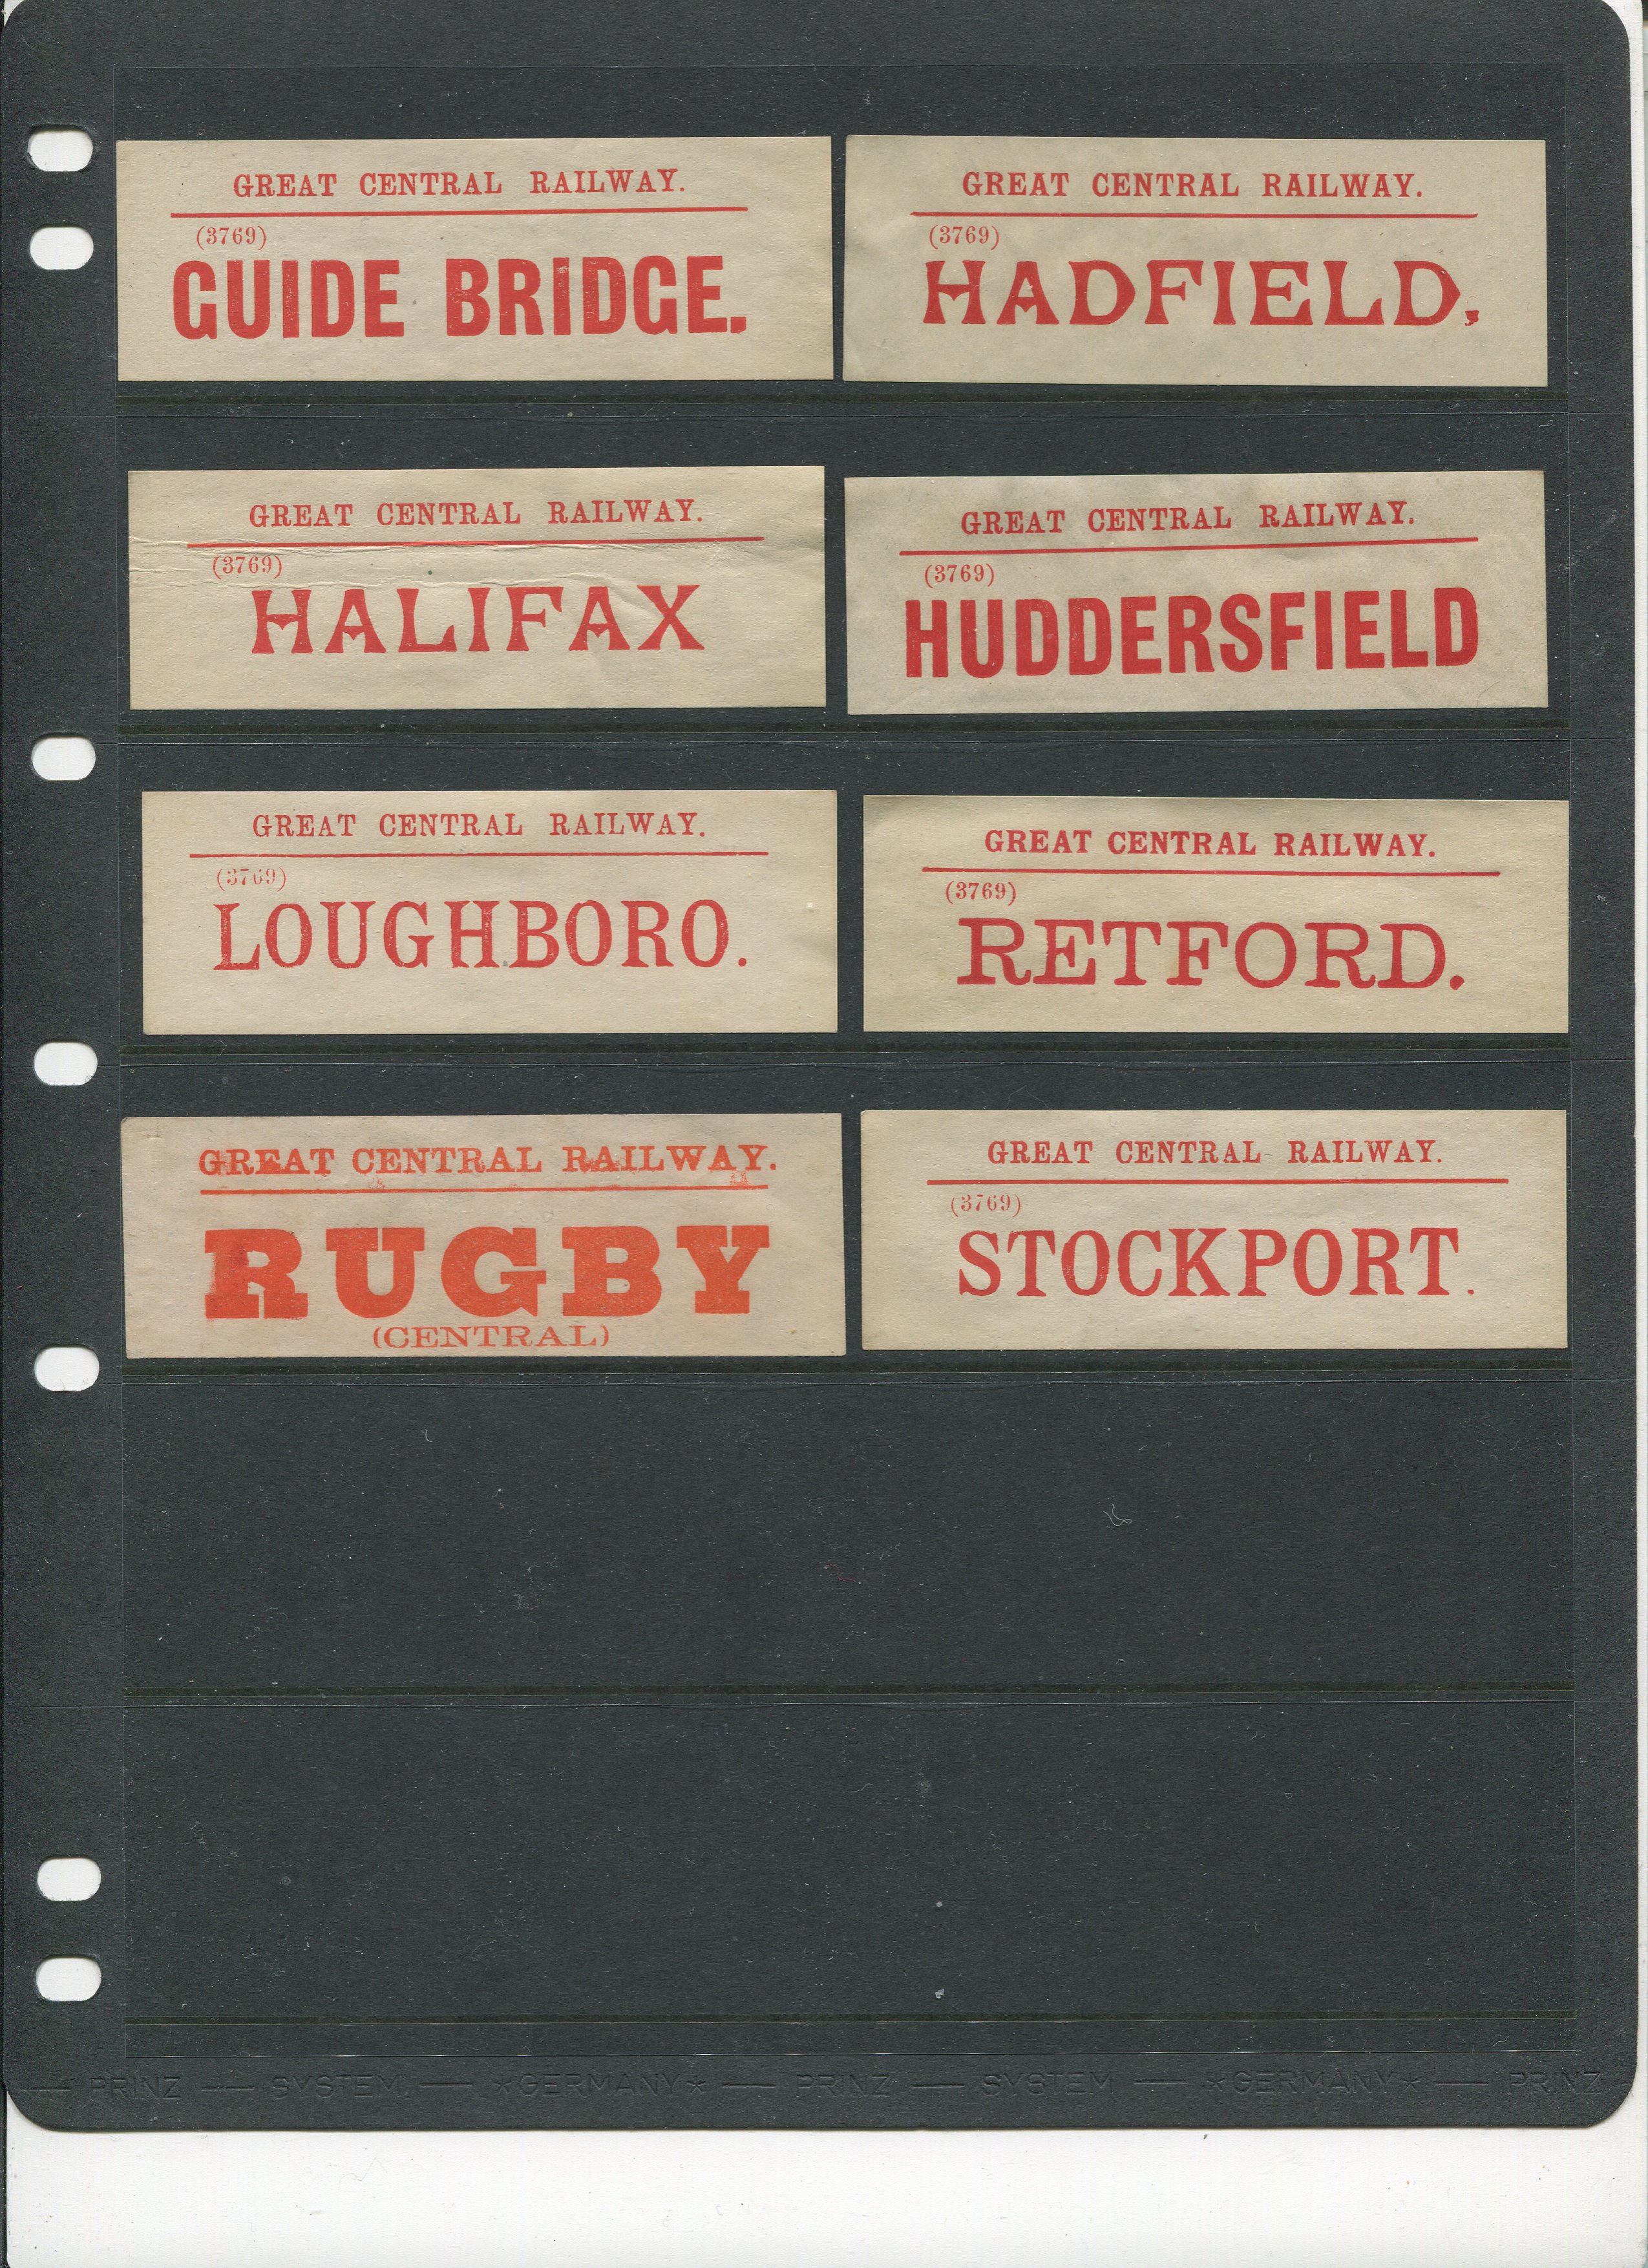 GREAT CENTRAL RAILWAY.
(3769)
GUIDE BRIDGE.
GREAT CENTRAL RAILWAY.
(3769)
HADFIELD,
GREAT CENTRAL RAILWAY.
(3769)
HALIFAX
GREAT CENTRAL RAILWAY.
(3769)
HUDDERSFIELD
GREAT CENTRAL RAILWAY.
(3769)
LOUGHBORO.
GREAT CENTRAL RAILWAY.
(3769)
RETFORD.
GREAT CENTRAL RAILWAY.
RUGBY
(CENTRAL)
GREAT CENTRAL RAILWAY.
(3769)
STOCKPORT.
— PRINZ — SYSTEM — *GERMANY* — PRINZ — SYSTEM — *GERMANY* — PRINZ